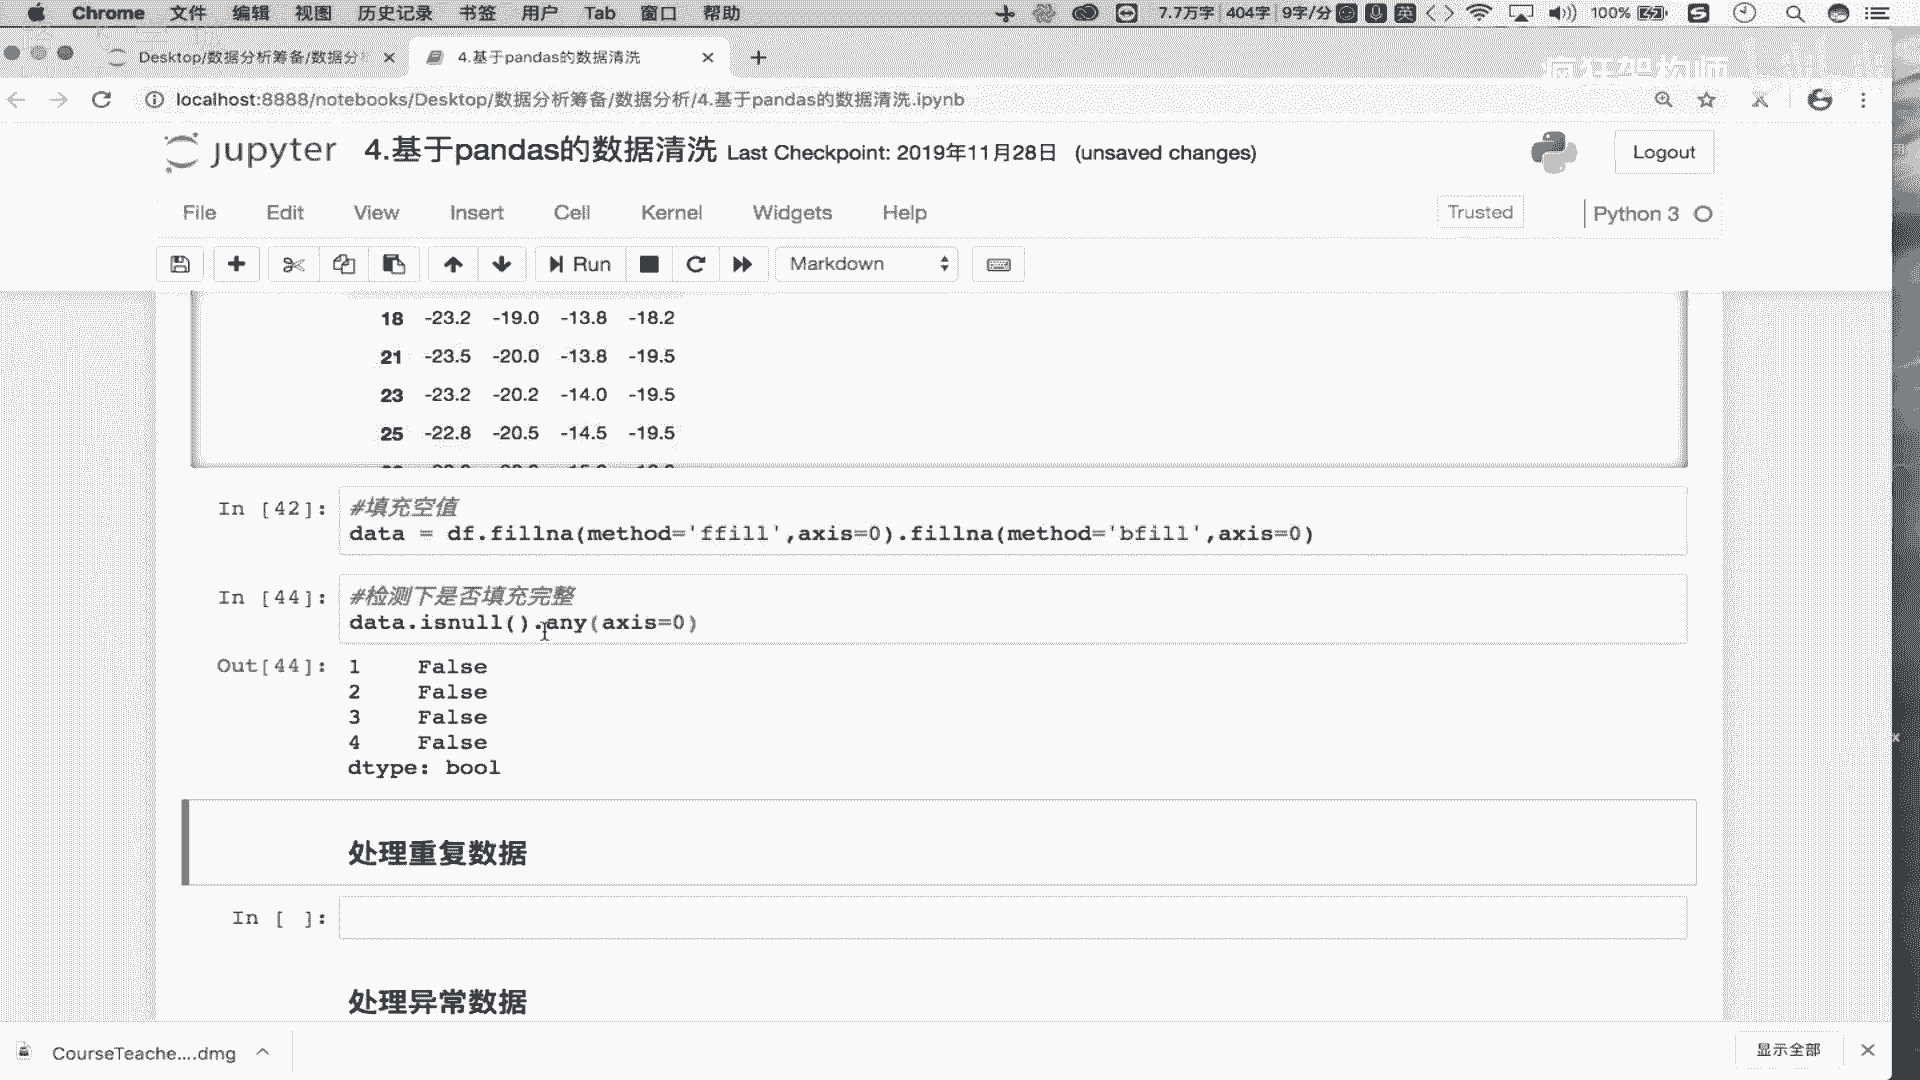 Chrome 文件 编辑 视图 历史记录 书签 用户 Tab 窗口 帮助 7.7万字 404字 9字/分 英 100%
Desktop/数据分析筹备/数据分析 4.基于pandas的数据清洗
疯狂架构师
localhost:8888/notebooks/Desktop/数据分析筹备/数据分析/4.基于pandas的数据清洗.ipynb
jupyter 4.基于pandas的数据清洗 Last Checkpoint: 2019年11月28日 (unsaved changes) Logout
File Edit View Insert Cell Kernel Widgets Help Trusted Python 3
Run Markdown
18 -23.2 -19.0 -13.8 -18.2
21 -23.5 -20.0 -13.8 -19.5
23 -23.2 -20.2 -14.0 -19.5
25 -22.8 -20.5 -14.5 -19.5
In [42]: #填充空值
data = df.fillna(method='ffill',axis=0).fillna(method='bfill',axis=0)
In [44]: #检测下是否填充完整
data.isnull().any(axis=0)
Out[44]: 1 False
2 False
3 False
4 False
dtype: bool
处理重复数据
In [ ]:
处理异常数据
CourseTeache....dmg 显示全部